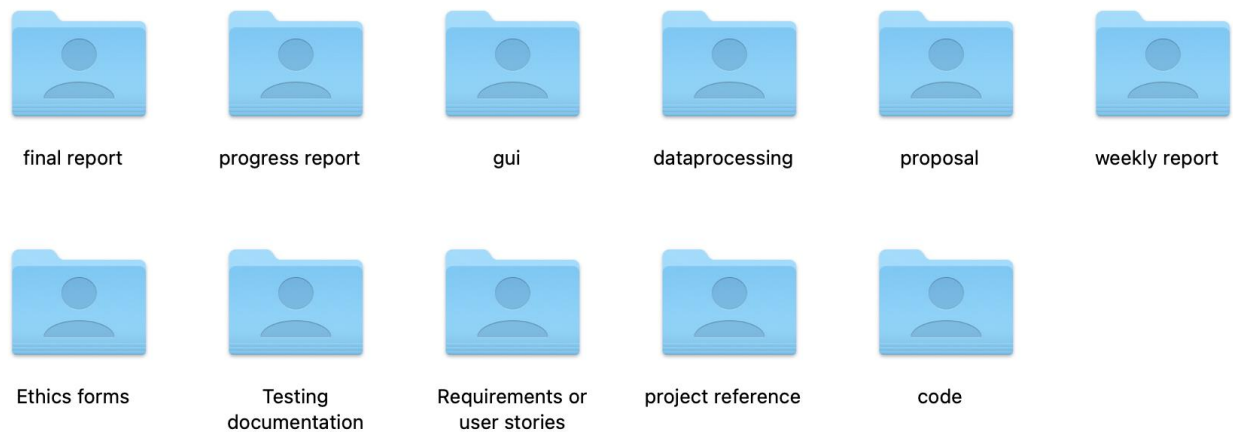 final report
progress report
gui
dataprocessing
proposal
weekly report
Ethics forms
Testing
documentation
Requirements or
user stories
project reference
code